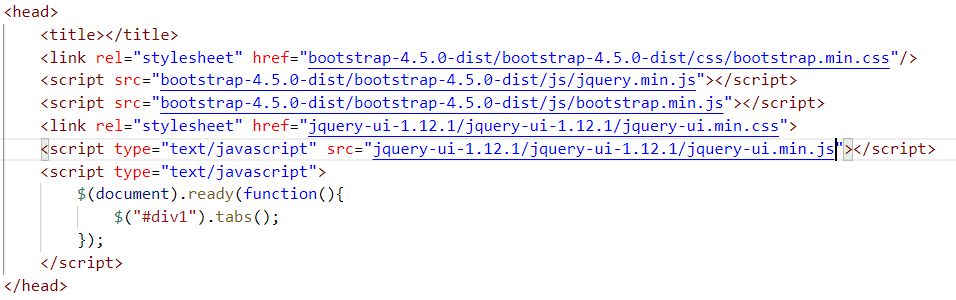 <head>
    <title></title>
    <link rel="stylesheet" href="bootstrap-4.5.0-dist/bootstrap-4.5.0-dist/css/bootstrap.min.css"/>
    <script src="bootstrap-4.5.0-dist/bootstrap-4.5.0-dist/js/jquery.min.js"></script>
    <script src="bootstrap-4.5.0-dist/bootstrap-4.5.0-dist/js/bootstrap.min.js"></script>
    <link rel="stylesheet" href="jquery-ui-1.12.1/jquery-ui-1.12.1/jquery-ui.min.css">
    <script type="text/javascript" src="jquery-ui-1.12.1/jquery-ui-1.12.1/jquery-ui.min.js"></script>
    <script type="text/javascript">
        $(document).ready(function(){
            $("#div1").tabs();
        });
    </script>
</head>